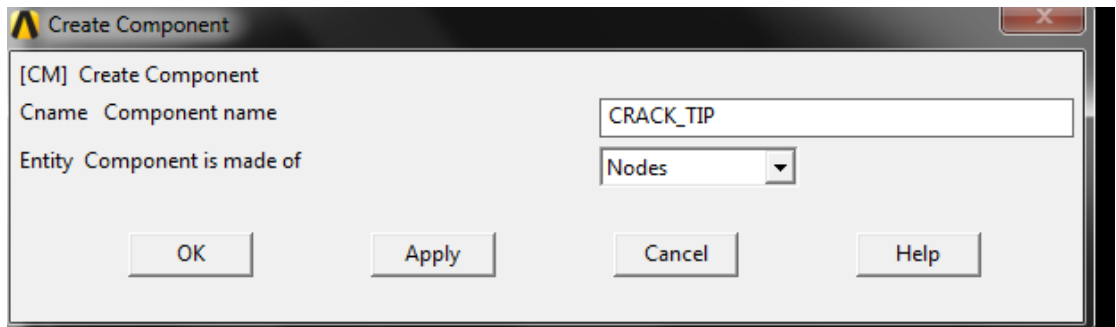 Create Component
[CM] Create Component
Cname Component name CRACK_TIP
Entity Component is made of Nodes
OK Apply Cancel Help